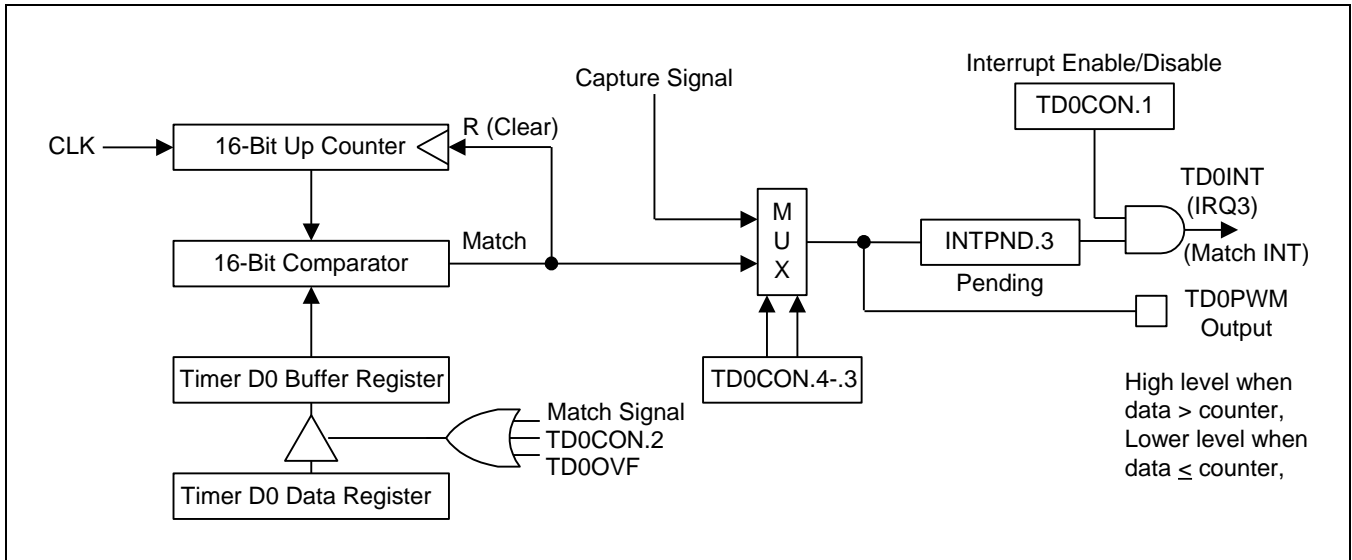 Interrupt Enable/Disable
Capture Signal
TD0CON.1
R (Clear)
CLK
16-Bit Up Counter
TD0INT
(IRQ3)
M
U
X
Match
16-Bit Comparator
INTPND.3
(Match INT)
Pending
TD0PWM
Output
Timer D0 Buffer Register
TD0CON.4-.3
High level when
data > counter,
Lower level when
data ≤ counter,
Match Signal
TD0CON.2
TD0OVF
Timer D0 Data Register